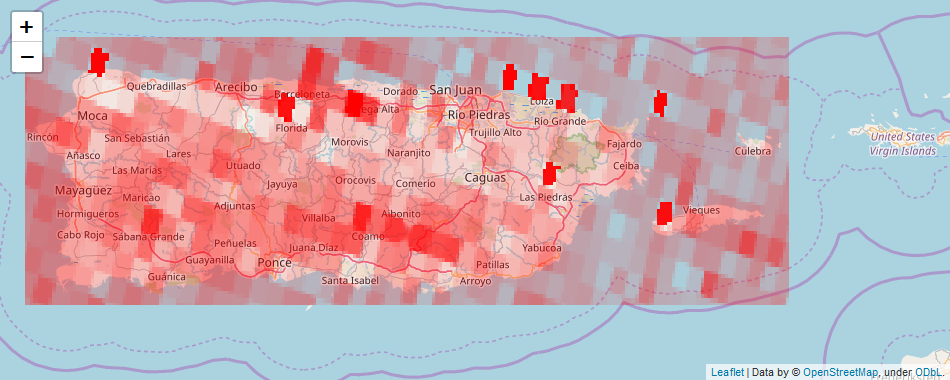 +
−
Quebradillas
Arecibo
Barceloneta
Dorado
San Juan
Moca
Vega Alta
Loíza
Florida
Río Piedras
Río Grande
Rincón
San Sebastián
Morovis
Trujillo Alto
Fajardo
United States
Virgin Islands
Añasco
Lares
Naranjito
Culebra
Las Marías
Utuado
Ceiba
Mayagüez
Jayuya
Orocovis
Comerío
Caguas
Maricao
Las Piedras
Hormigueros
Adjuntas
Villalba
Aibonito
Vieques
Cabo Rojo
Sabana Grande
Peñuelas
Juana Díaz
Coamo
Yabucoa
Guayanilla
Ponce
Patillas
Guánica
Santa Isabel
Arroyo
Leaflet | Data by © OpenStreetMap, under ODbL.